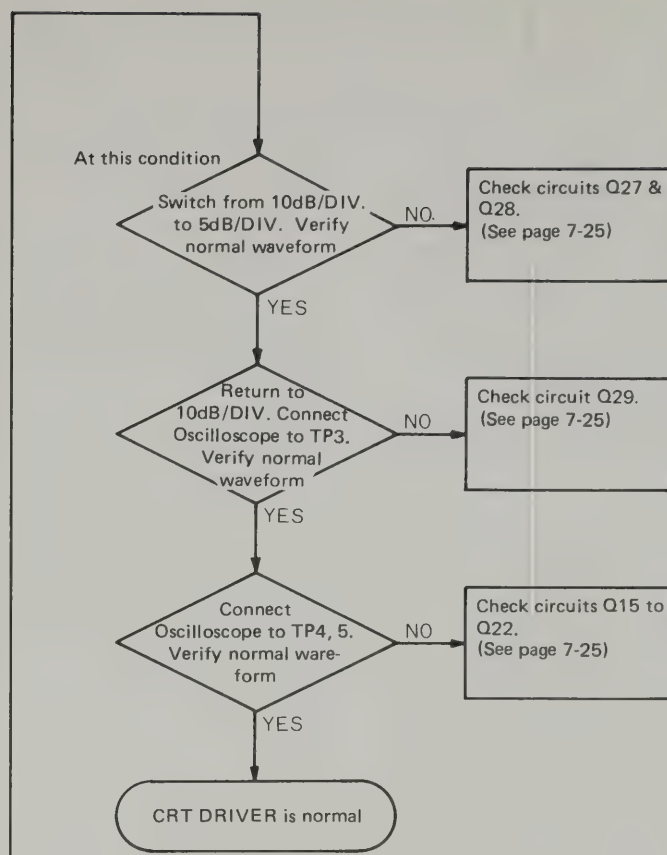 At this condition
Switch from 10dB/DIV.
to 5dB/DIV. Verify
normal waveform
NO.
Check circuits Q27 &
Q28.
(See page 7-25)
YES
Return to
10dB/DIV. Connect
Oscilloscope to TP3.
Verify normal
waveform
NO
Check circuit Q29.
(See page 7-25)
YES
Connect
Oscilloscope to TP4, 5.
Verify normal ware-
form
NO
Check circuits Q15 to
Q22.
(See page 7-25)
YES
CRT DRIVER is normal